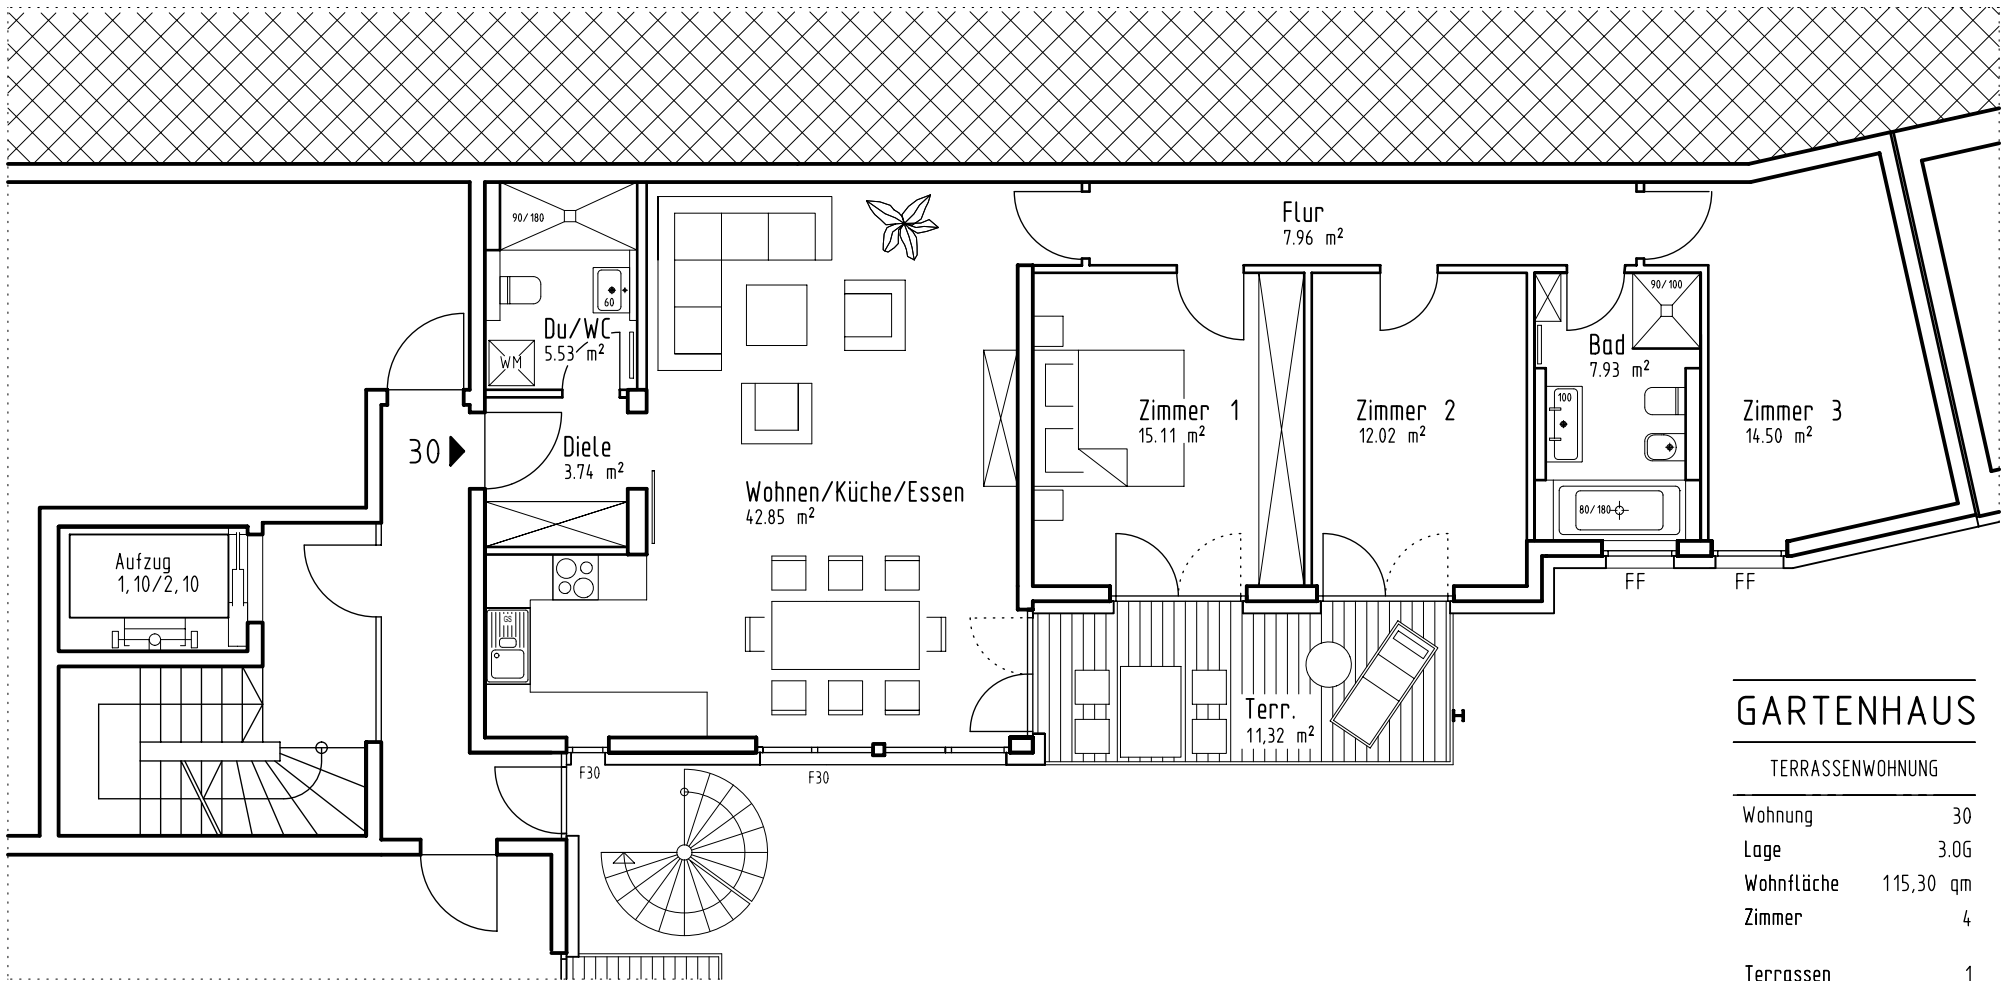 90/180
60
Du/WC
5.53 m²
WM
Flur
7.96 m²
90/100
Bad
7.93 m²
100
80/180
Zimmer 1
15.11 m²
Zimmer 2
12.02 m²
Zimmer 3
14.50 m²
30
Diele
3.74 m²
Wohnen/Küche/Essen
42.85 m²
Aufzug
1,10/2,10
GS
FF
FF
Terr.
11,32 m²
F30
F30
GARTENHAUS
TERRASSENWOHNUNG
Wohnung 30
Lage 3.OG
Wohnfläche 115,30 qm
Zimmer 4
Terrassen 1